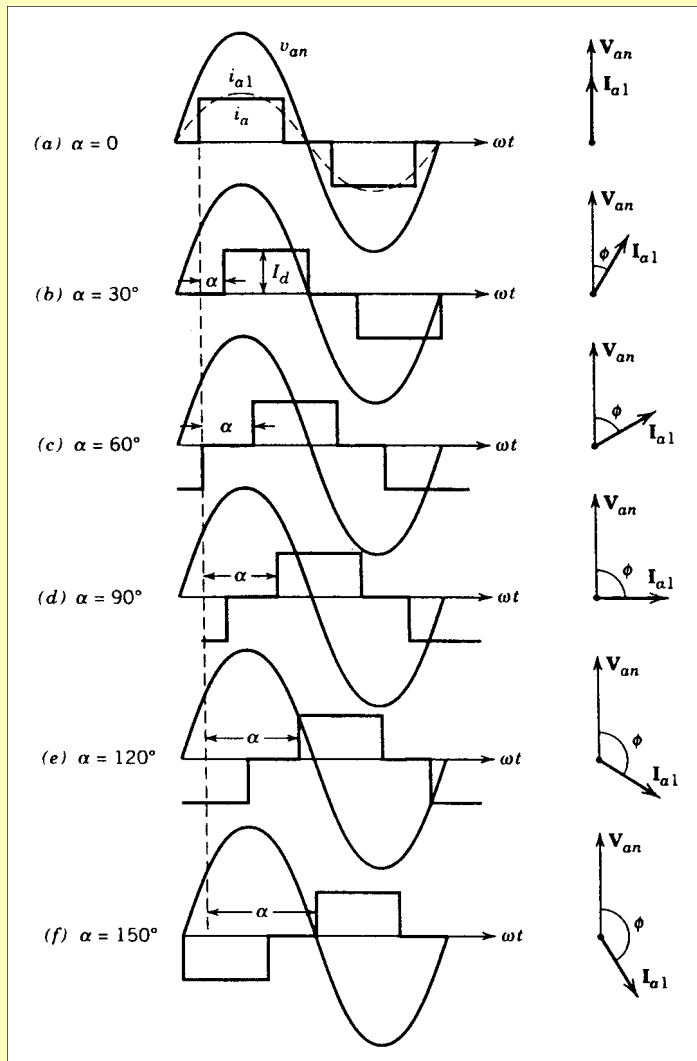 v_an
i_a1
i_a
(a) α = 0
ωt
V_an
I_a1
(b) α = 30°
α
I_d
ωt
V_an
ϕ
I_a1
(c) α = 60°
α
ωt
V_an
ϕ
I_a1
(d) α = 90°
α
ωt
V_an
ϕ
I_a1
(e) α = 120°
α
ωt
V_an
ϕ
I_a1
(f) α = 150°
α
ωt
V_an
ϕ
I_a1